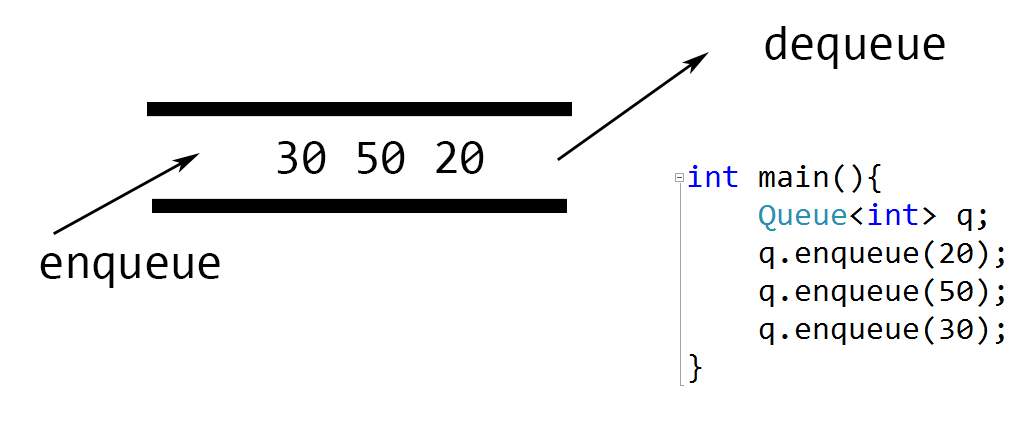 dequeue
30 50 20
enqueue
int main(){
Queue<int> q;
q.enqueue(20);
q.enqueue(50);
q.enqueue(30);
}